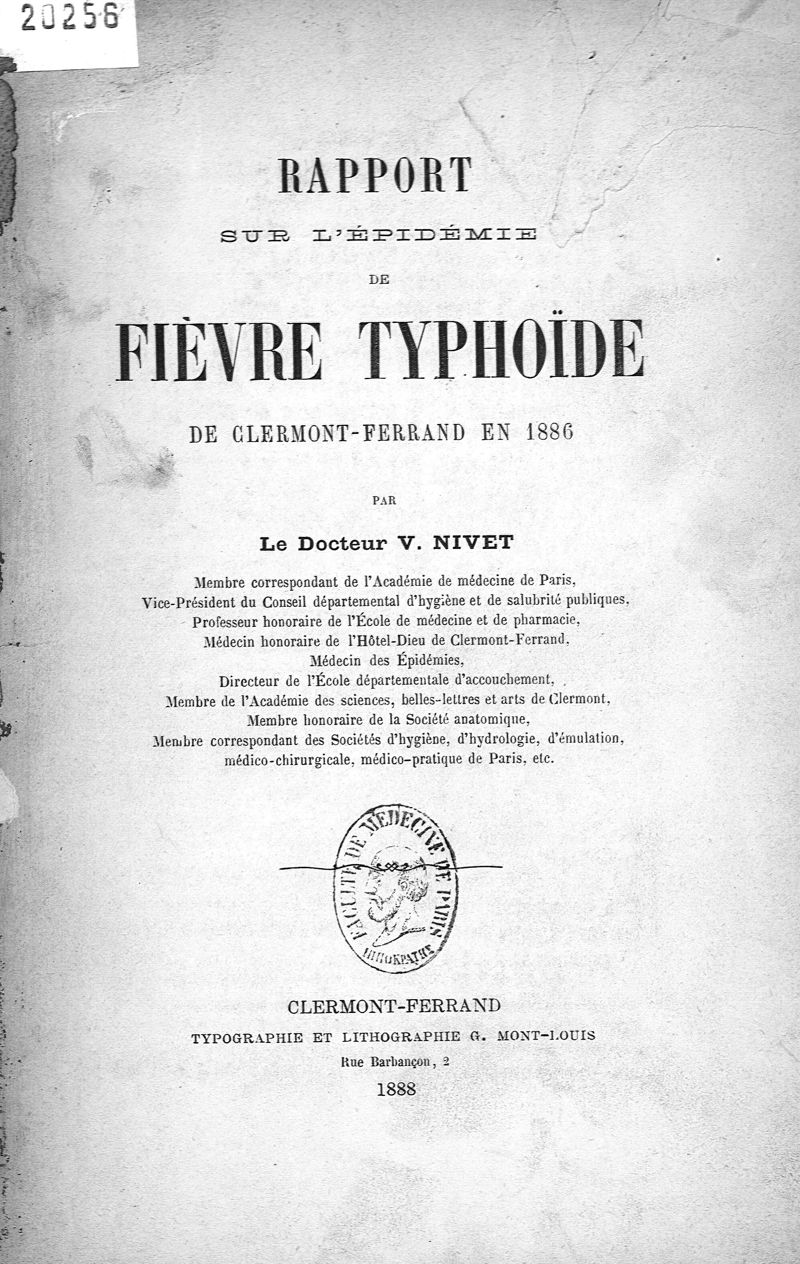 20256
RAPPORT
SUR L'ÉPIDÉMIE
DE
FIÈVRE TYPHOÏDE
DE CLERMONT-FERRAND EN 1886
PAR
Le Docteur V. NIVET
Membre correspondant de l'Académie de médecine de Paris,
Vice-Président du Conseil départemental d'hygiène et de salubrité publiques,
Professeur honoraire de l'École de médecine et de pharmacie,
Médecin honoraire de l'Hôtel-Dieu de Clermont-Ferrand,
Médecin des Épidémies,
Directeur de l'École départementale d'accouchement,
Membre de l'Académie des sciences, belles-lettres et arts de Clermont,
Membre honoraire de la Société anatomique,
Membre correspondant des Sociétés d'hygiène, d'hydrologie, d'émulation,
médico-chirurgicale, médico-pratique de Paris, etc.
FACULTE DE MEDECINE DE PARIS
ΙΠΠΟΚΡΑΤΗΣ
CLERMONT-FERRAND
TYPOGRAPHIE ET LITHOGRAPHIE G. MONT-LOUIS
Rue Barbançon, 2
1888